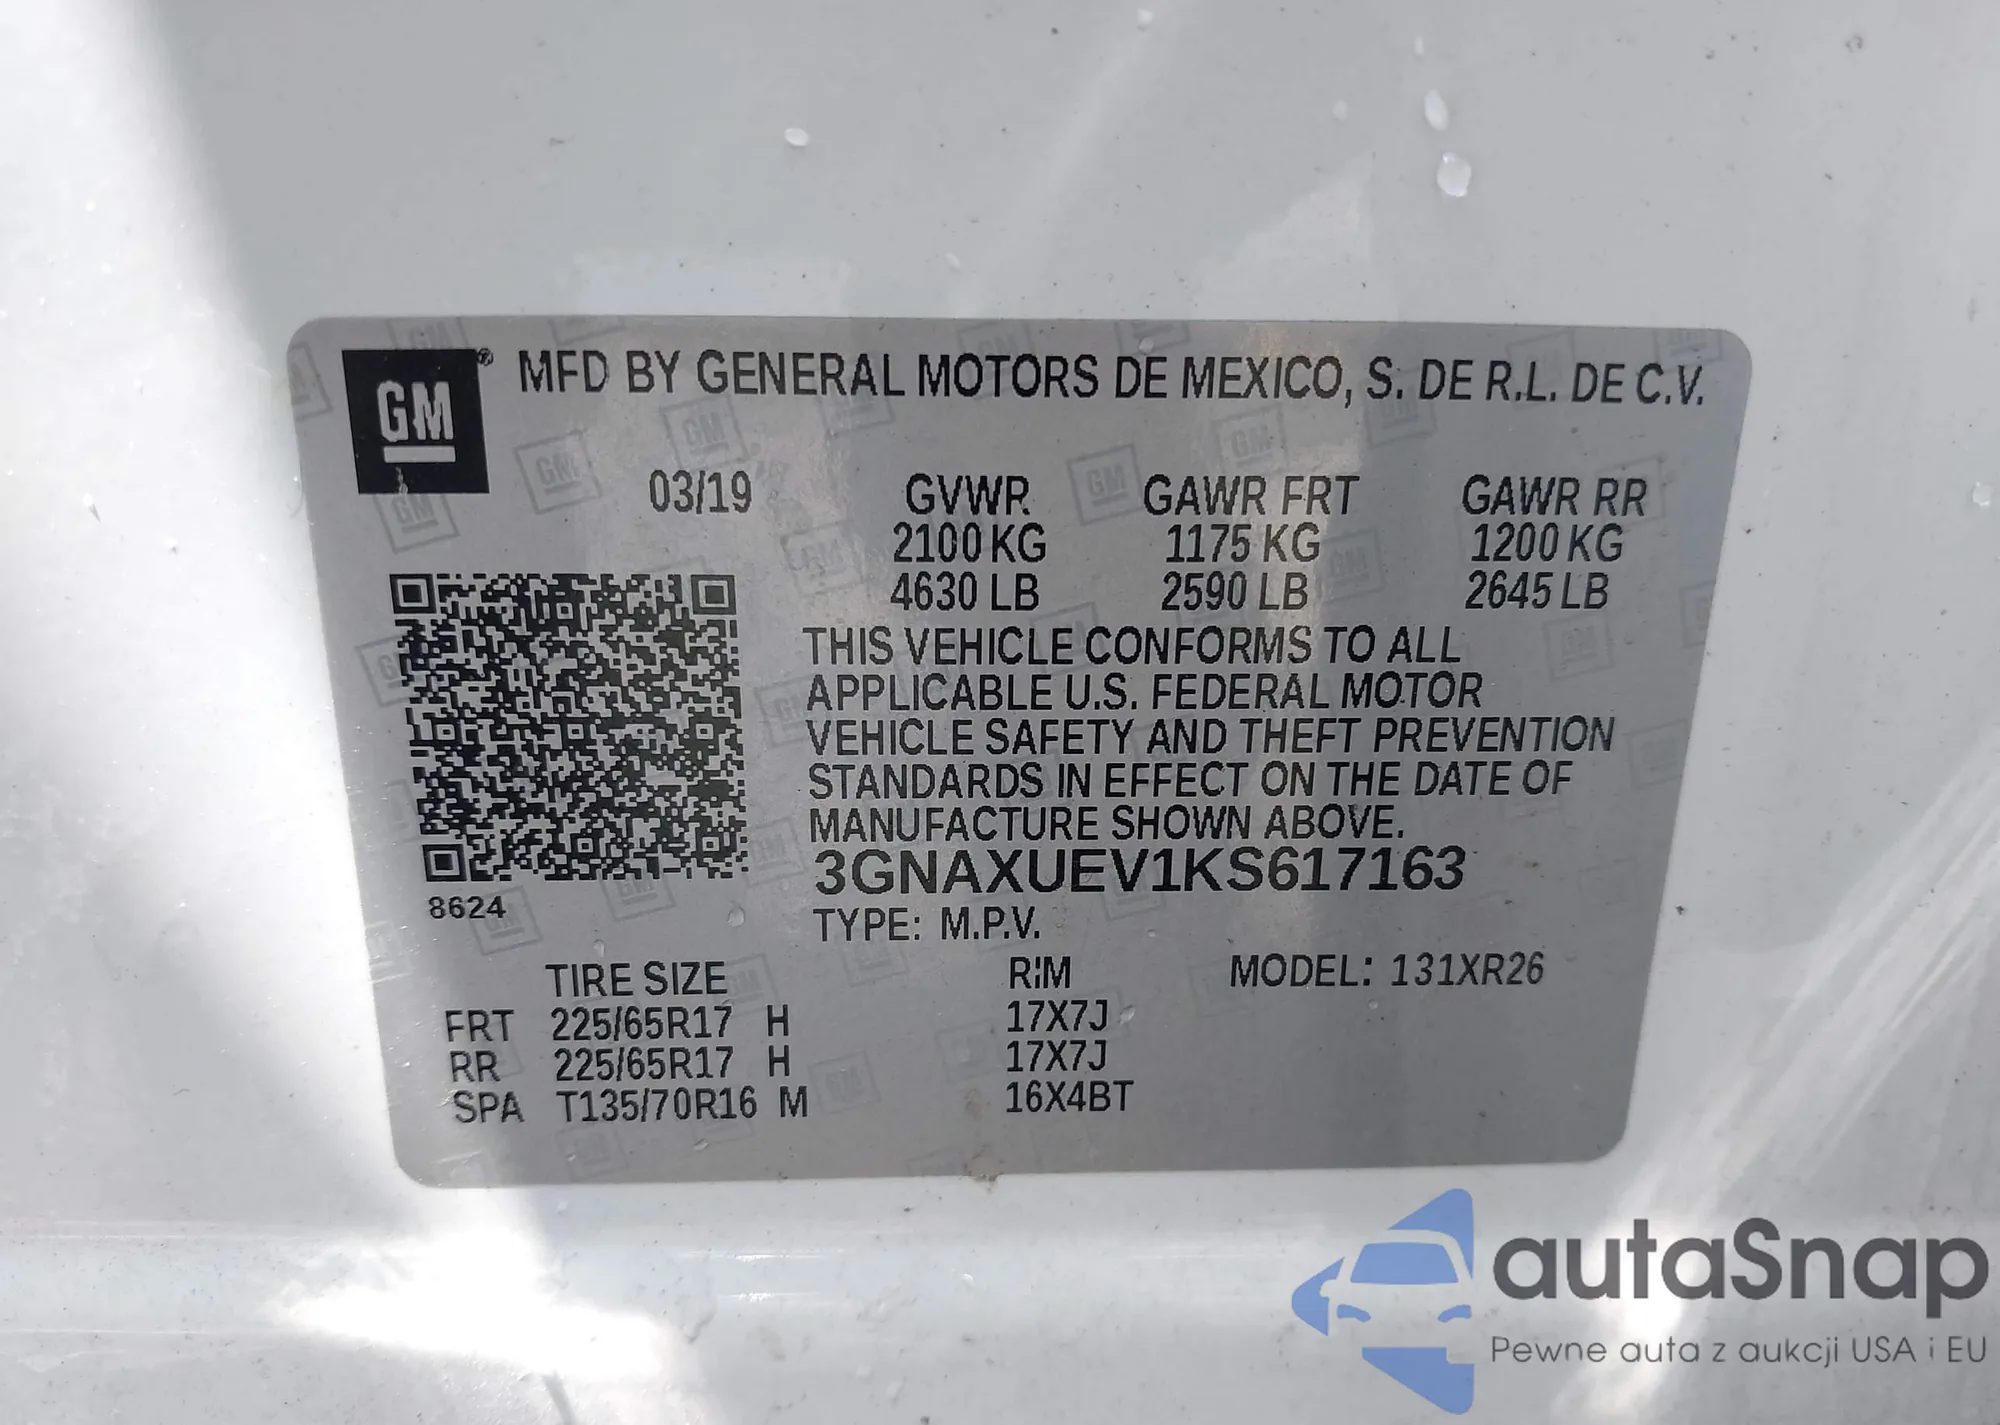 GM ® MFD BY GENERAL MOTORS DE MEXICO, S. DE R.L. DE C.V.
03/19 GVWR GAWR FRT GAWR RR
2100 KG 1175 KG 1200 KG
4630 LB 2590 LB 2645 LB
THIS VEHICLE CONFORMS TO ALL
APPLICABLE U.S. FEDERAL MOTOR
VEHICLE SAFETY AND THEFT PREVENTION
STANDARDS IN EFFECT ON THE DATE OF
MANUFACTURE SHOWN ABOVE.
3GNAXUEV1KS617163
8624
TYPE: M.P.V.
TIRE SIZE RIM MODEL: 131XR26
FRT 225/65R17 H 17X7J
RR 225/65R17 H 17X7J
SPA T135/70R16 M 16X4BT
autaSnap
Pewne auta z aukcji USA i EU